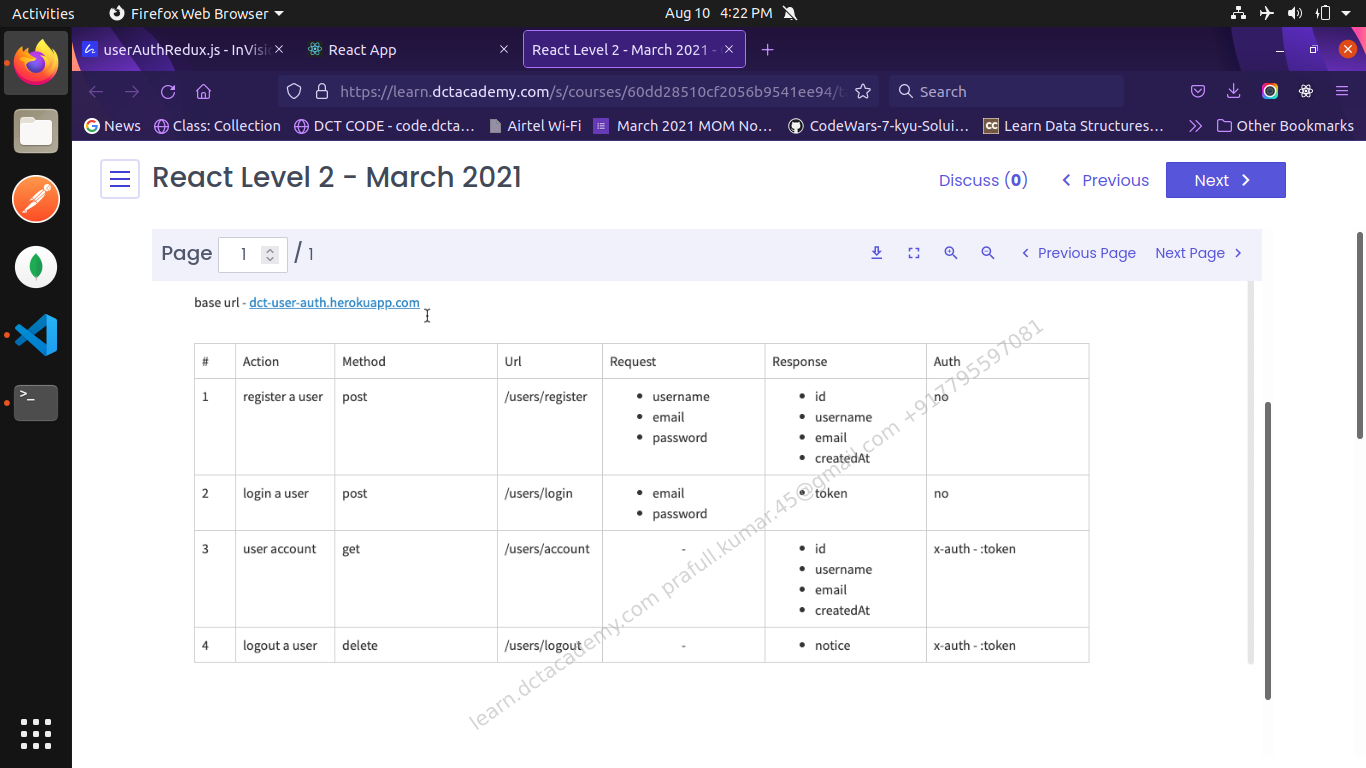 Activities Firefox Web Browser Aug 10 4:22 PM
userAuthRedux.js - InVisi React App React Level 2 - March 2021 -
https://learn.dctacademy.com/s/courses/60dd28510cf2056b9541ee94/t Search
News Class: Collection DCT CODE - code.dcta... Airtel Wi-Fi March 2021 MOM No... CodeWars-7-kyu-Solui... CC Learn Data Structures... Other Bookmarks
React Level 2 - March 2021 Discuss (0) Previous Next
Page 1 / 1 Previous Page Next Page
base url - dct-user-auth.herokuapp.com
# Action Method Url Request Response Auth
1 register a user post /users/register • username • id no
• email • username
• password • email
• createdAt
2 login a user post /users/login • email • token no
• password
3 user account get /users/account - • id x-auth - :token
• username
• email
• createdAt
4 logout a user delete /users/logout - • notice x-auth - :token
learn.dctacademy.com prafull.kumar.45@gmail.com +917795597081